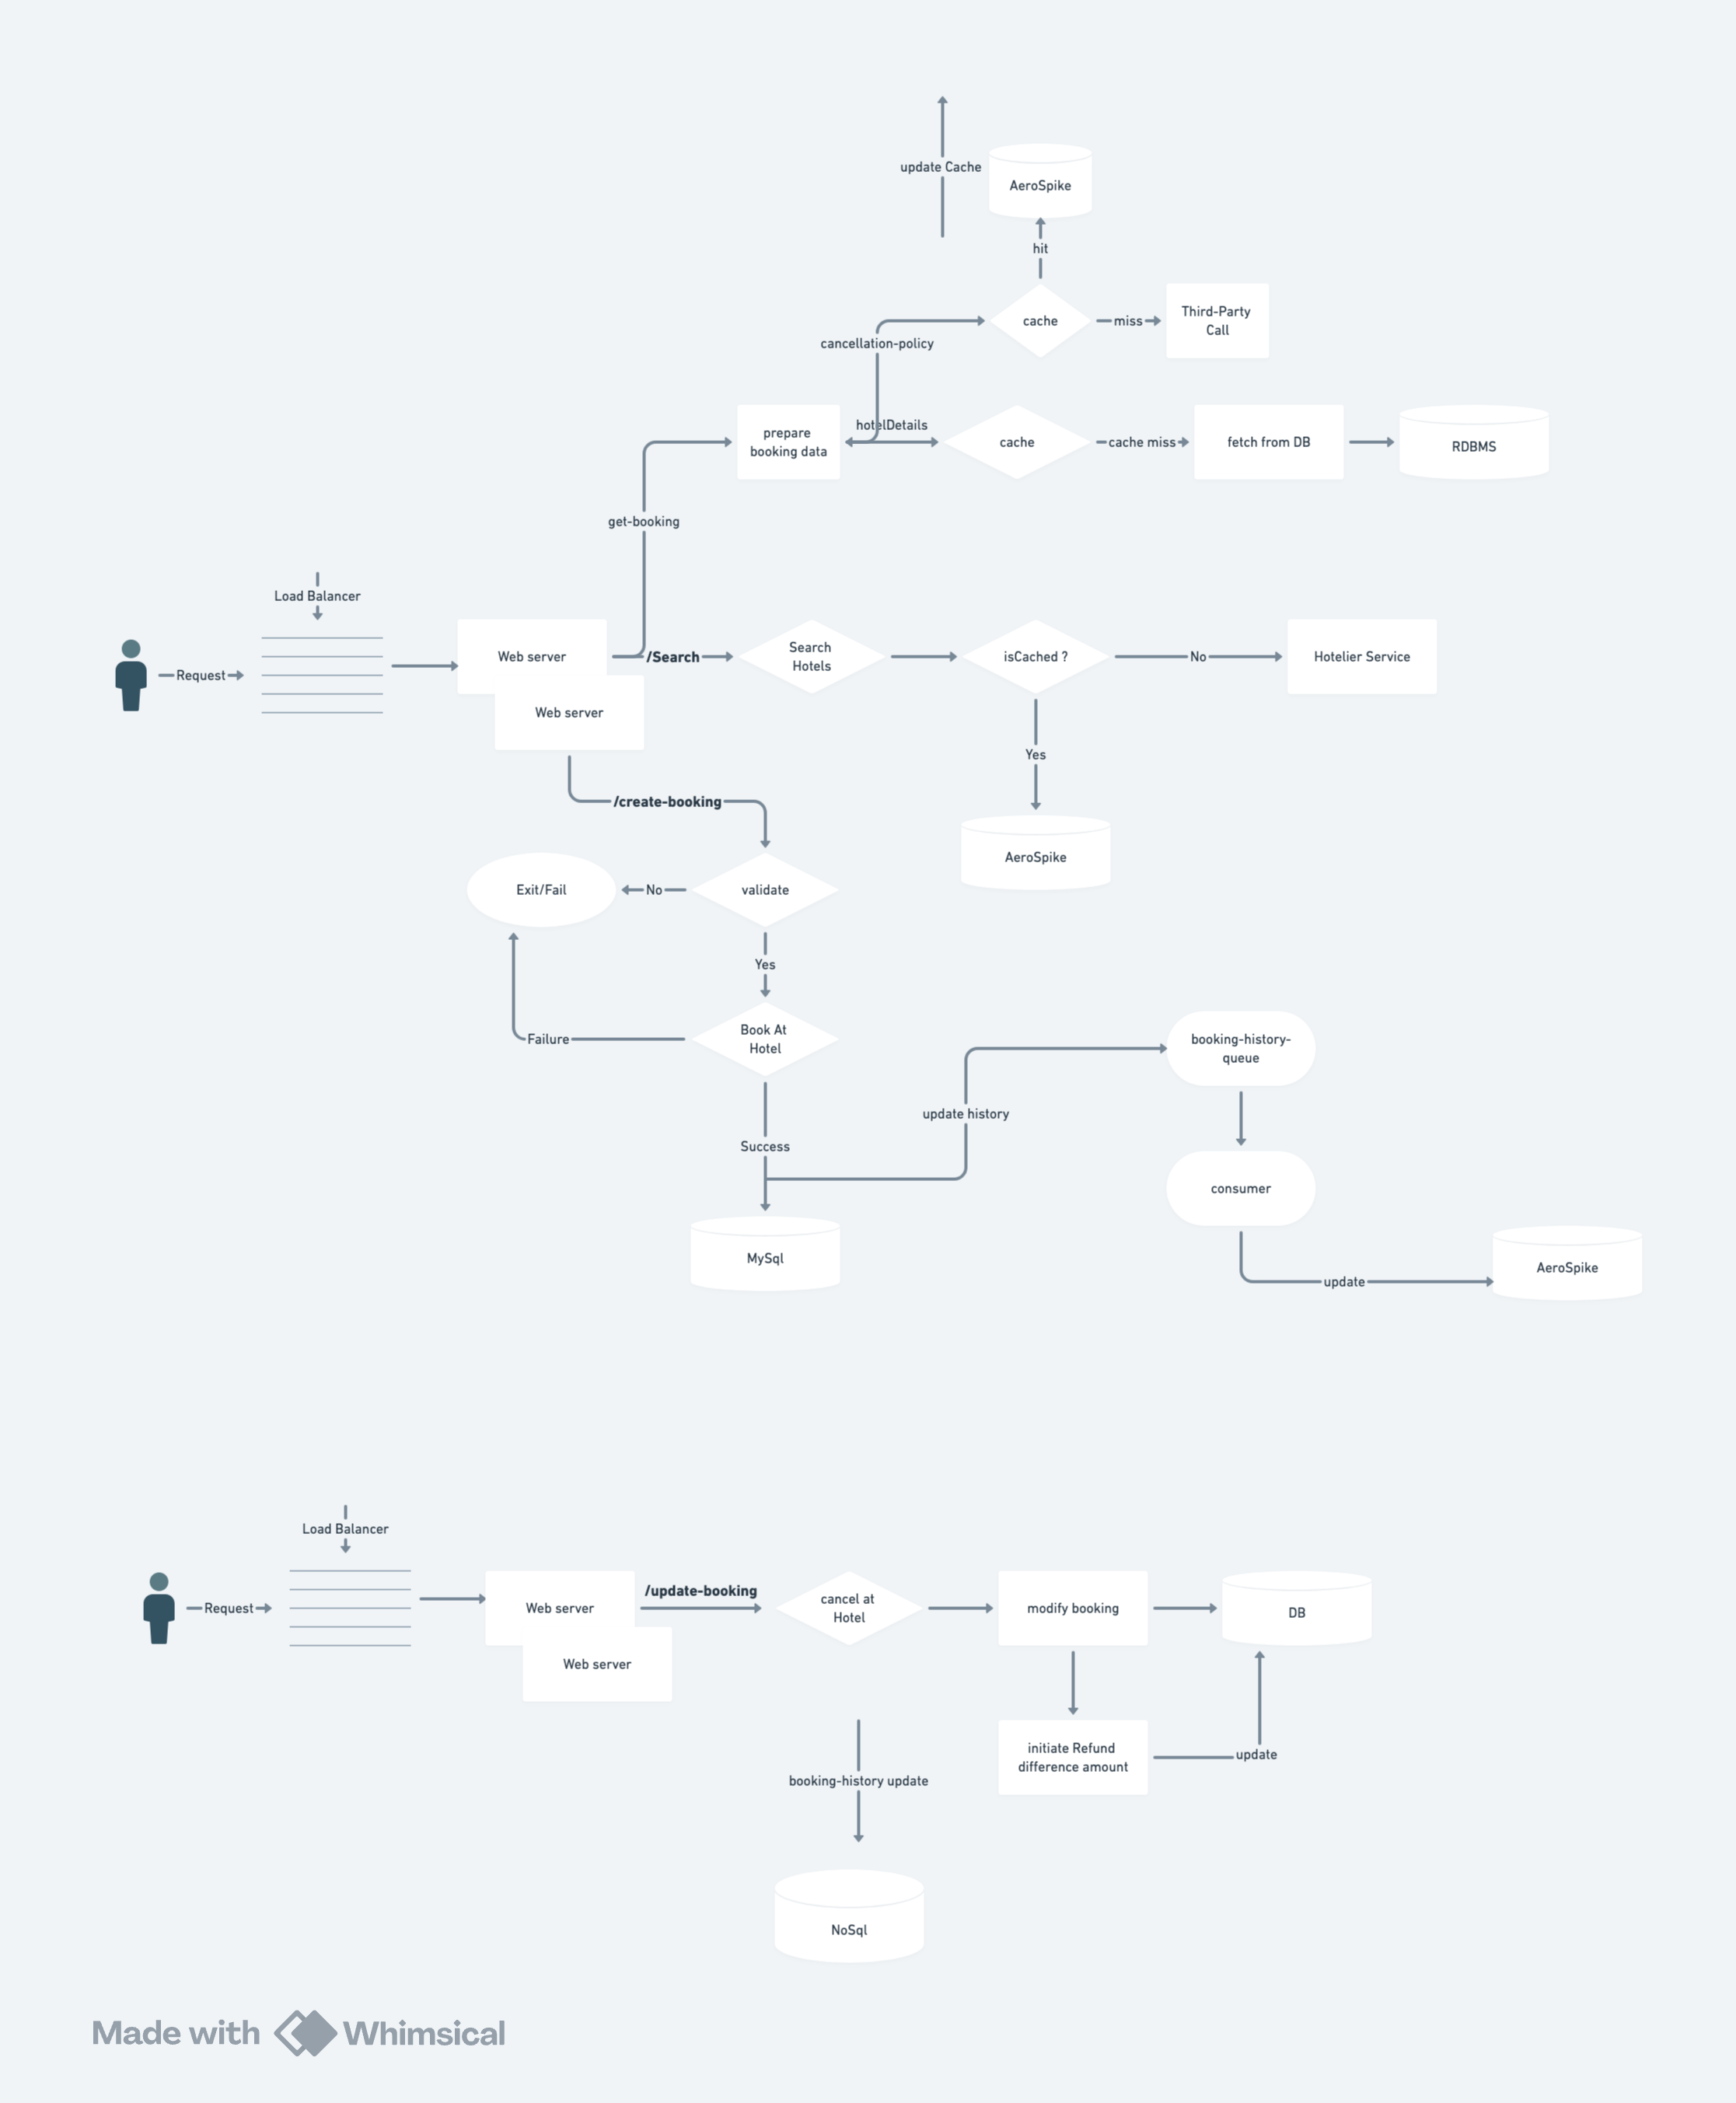 update Cache
AeroSpike
hit
cache
miss
Third-Party
Call
cancellation-policy
hotelDetails
prepare
booking data
cache
cache miss
fetch from DB
RDBMS
get-booking
Load Balancer
Request
Web server
Web server
/Search
Search
Hotels
isCached ?
No
Hotelier Service
Yes
AeroSpike
/create-booking
Exit/Fail
No
validate
Yes
Failure
Book At
Hotel
booking-history-
queue
update history
Success
consumer
MySql
update
AeroSpike
Load Balancer
Request
Web server
Web server
/update-booking
cancel at
Hotel
modify booking
DB
initiate Refund
difference amount
update
booking-history update
NoSql
Made with Whimsical